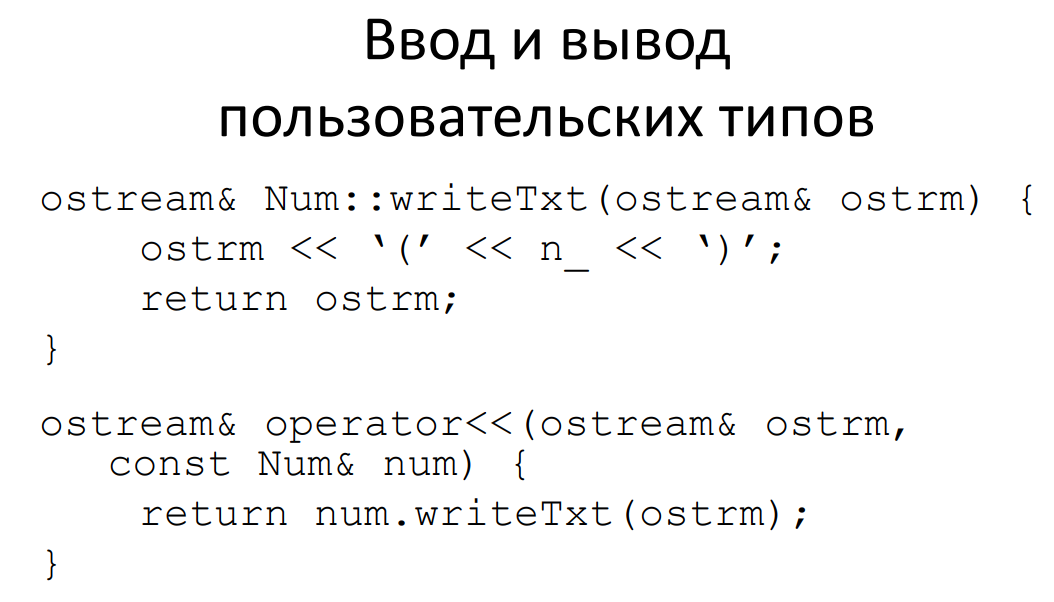 Ввод и вывод
пользовательских типов
ostream& Num::writeTxt(ostream& ostrm) {
    ostrm << ‘(’ << n_ << ‘)’;
    return ostrm;
}
ostream& operator<<(ostream& ostrm,
   const Num& num) {
    return num.writeTxt(ostrm);
}